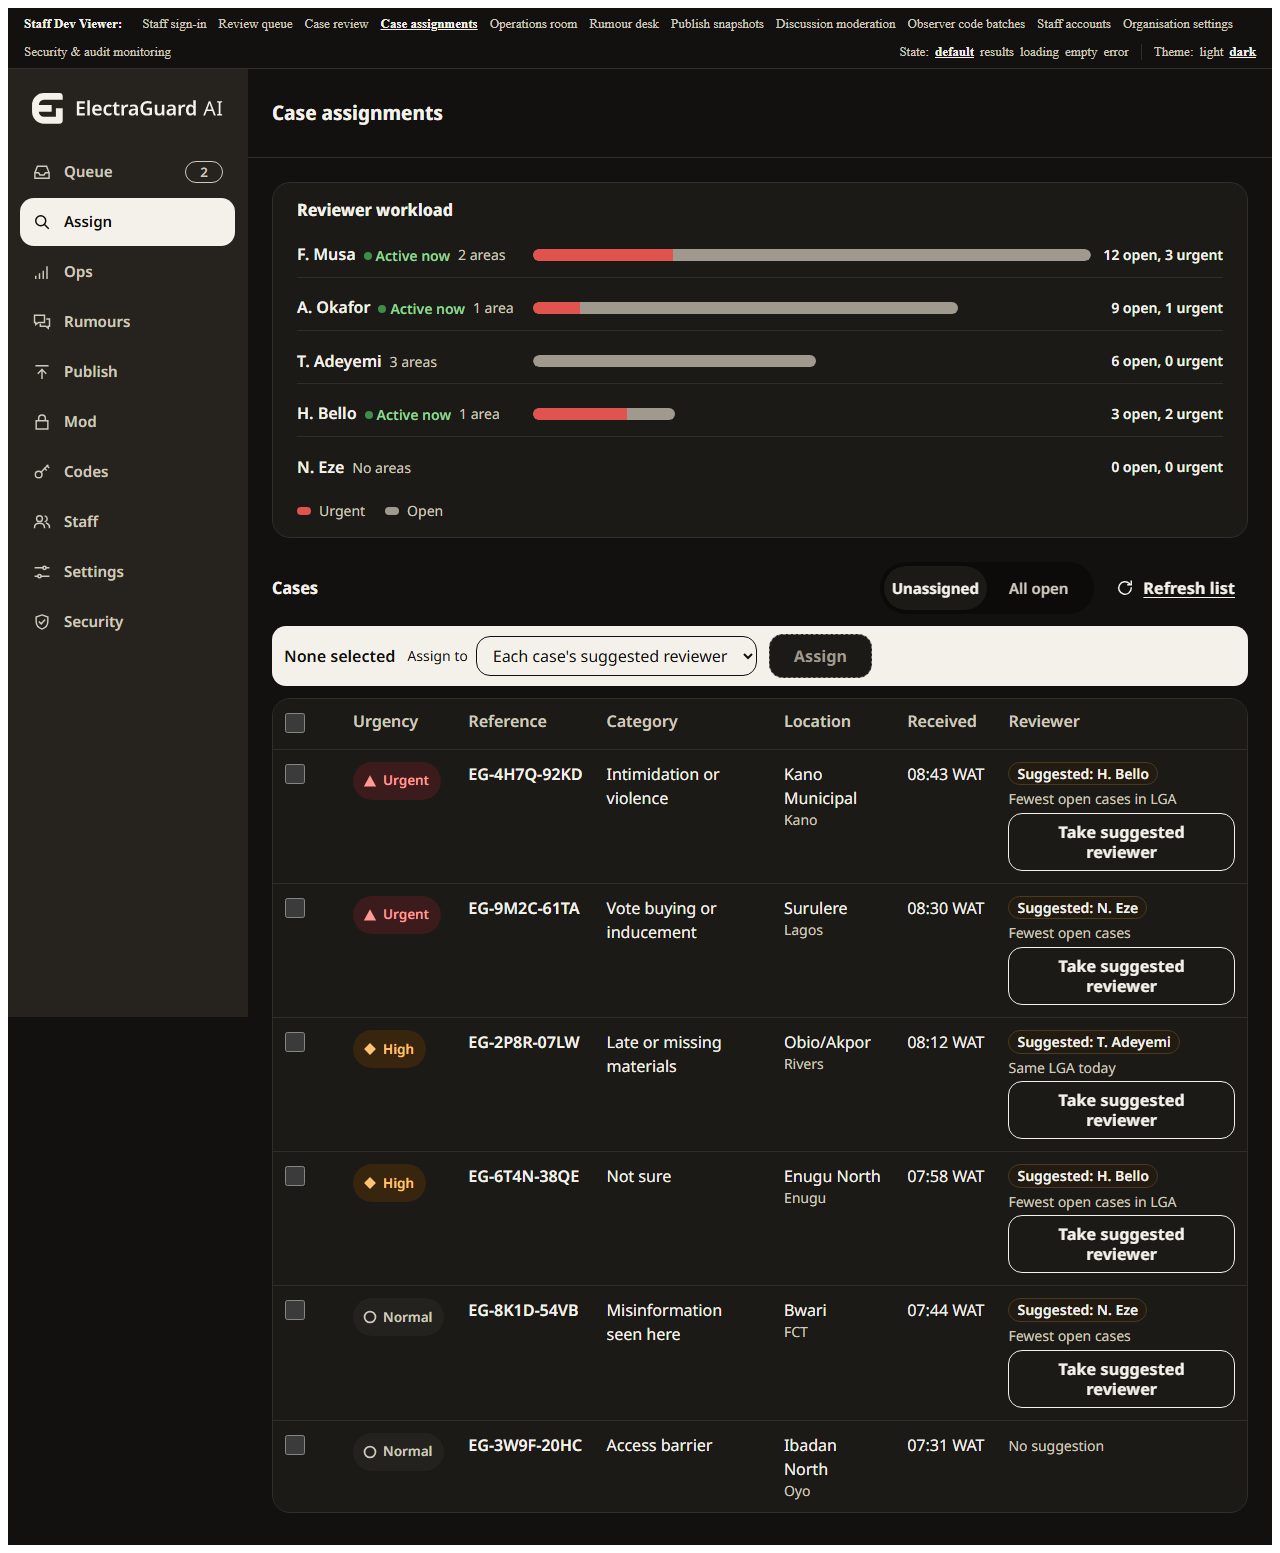 Staff Dev Viewer: Staff sign-in Review queue Case review Case assignments Operations room Rumour desk Publish snapshots Discussion moderation Observer code batches Staff accounts Organisation settings
Security & audit monitoring State: default results loading empty error Theme: light dark
ElectraGuard AI
Queue 2
Assign
Ops
Rumours
Publish
Mod
Codes
Staff
Settings
Security
Case assignments
Reviewer workload
F. Musa Active now 2 areas 12 open, 3 urgent
A. Okafor Active now 1 area 9 open, 1 urgent
T. Adeyemi 3 areas 6 open, 0 urgent
H. Bello Active now 1 area 3 open, 2 urgent
N. Eze No areas 0 open, 0 urgent
Urgent Open
Cases Unassigned All open Refresh list
None selected Assign to Each case's suggested reviewer Assign
Urgency Reference Category Location Received Reviewer
Urgent EG-4H7Q-92KD Intimidation or violence Kano Municipal Kano 08:43 WAT Suggested: H. Bello
Fewest open cases in LGA
Take suggested reviewer
Urgent EG-9M2C-61TA Vote buying or inducement Surulere Lagos 08:30 WAT Suggested: N. Eze
Fewest open cases
Take suggested reviewer
High EG-2P8R-07LW Late or missing materials Obio/Akpor Rivers 08:12 WAT Suggested: T. Adeyemi
Same LGA today
Take suggested reviewer
High EG-6T4N-38QE Not sure Enugu North Enugu 07:58 WAT Suggested: H. Bello
Fewest open cases in LGA
Take suggested reviewer
Normal EG-8K1D-54VB Misinformation seen here Bwari FCT 07:44 WAT Suggested: N. Eze
Fewest open cases
Take suggested reviewer
Normal EG-3W9F-20HC Access barrier Ibadan North Oyo 07:31 WAT No suggestion